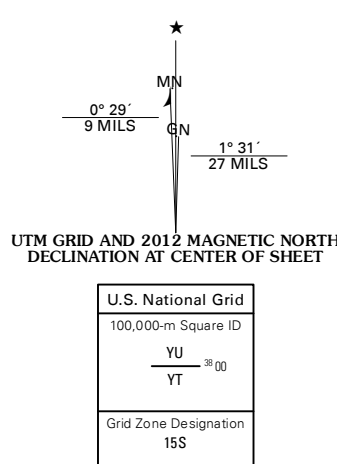 ★
MN
0° 29´
9 MILS
GN
1° 31´
27 MILS
UTM GRID AND 2012 MAGNETIC NORTH
DECLINATION AT CENTER OF SHEET
U.S. National Grid
100,000-m Square ID
YU
38 00
YT
Grid Zone Designation
15S